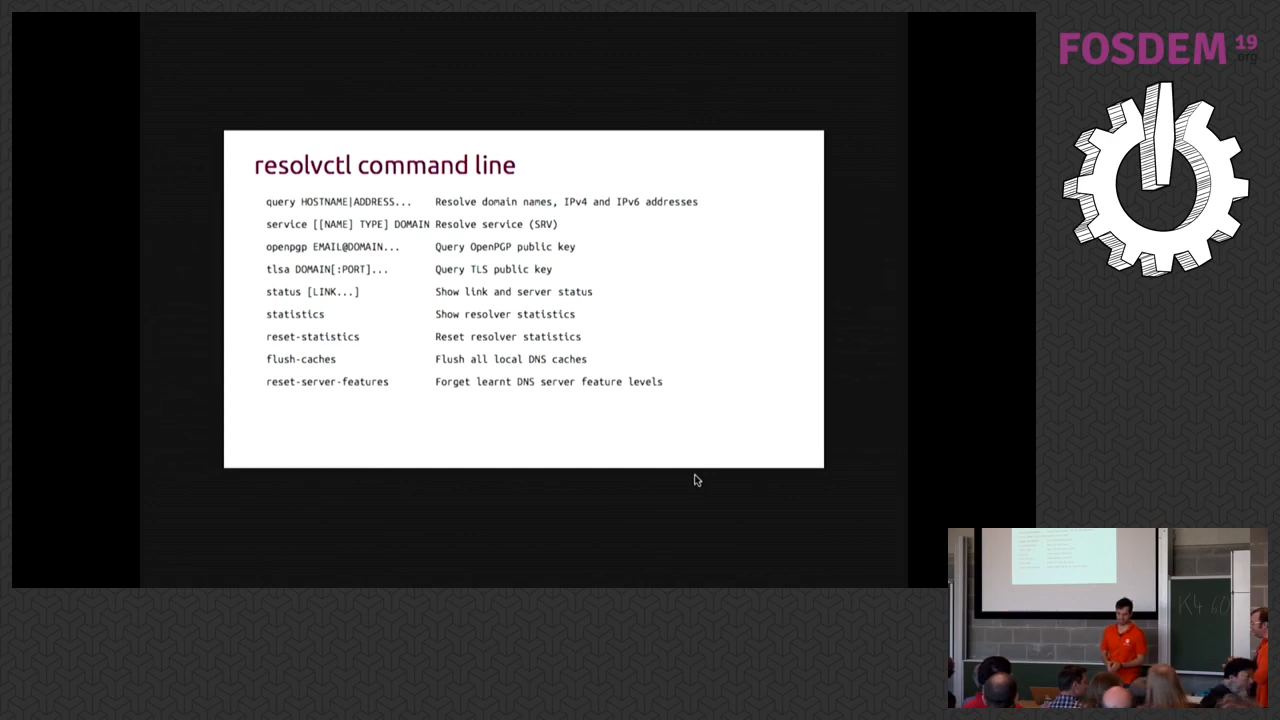 FOSDEM 19
.org
resolvctl command line
query HOSTNAME|ADDRESS... Resolve domain names, IPv4 and IPv6 addresses
service [[NAME] TYPE] DOMAIN Resolve service (SRV)
openpgp EMAIL@DOMAIN... Query OpenPGP public key
tlsa DOMAIN[:PORT]... Query TLS public key
status [LINK...] Show link and server status
statistics Show resolver statistics
reset-statistics Reset resolver statistics
flush-caches Flush all local DNS caches
reset-server-features Forget learnt DNS server feature levels
K4 60